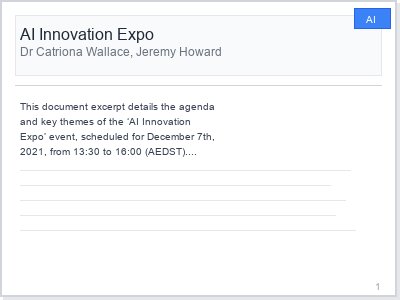 AI
AI Innovation Expo
Dr Catriona Wallace, Jeremy Howard
This document excerpt details the agenda
and key themes of the 'AI Innovation
Expo' event, scheduled for December 7th,
2021, from 13:30 to 16:00 (AEDST)....
1